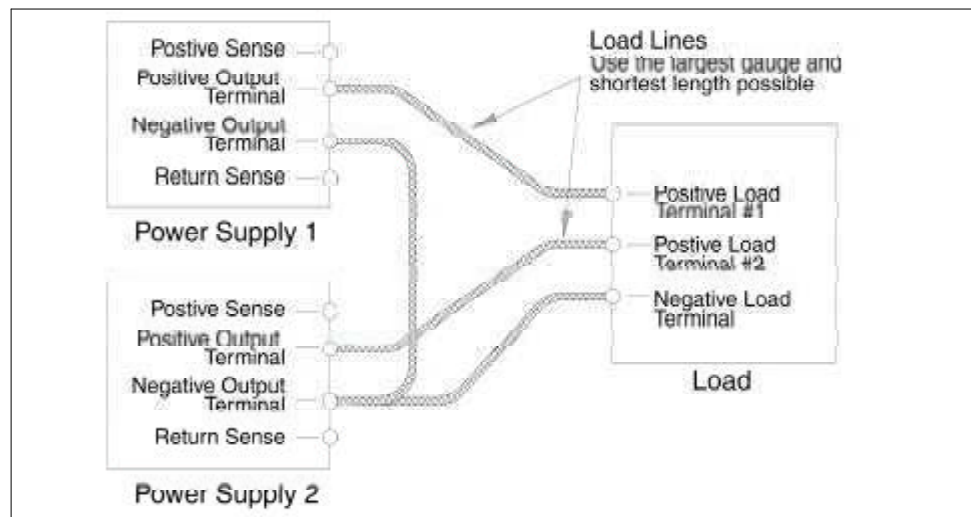 Postive Sense
Positive Output
Terminal
Negative Output
Terminal
Return Sense
Power Supply 1
Load Lines
Use the largest gauge and
shortest length possible
Positive Load
Terminal #1
Postive Load
Terminal #2
Negative Load
Terminal
Load
Postive Sense
Positive Output
Terminal
Negative Output
Terminal
Return Sense
Power Supply 2